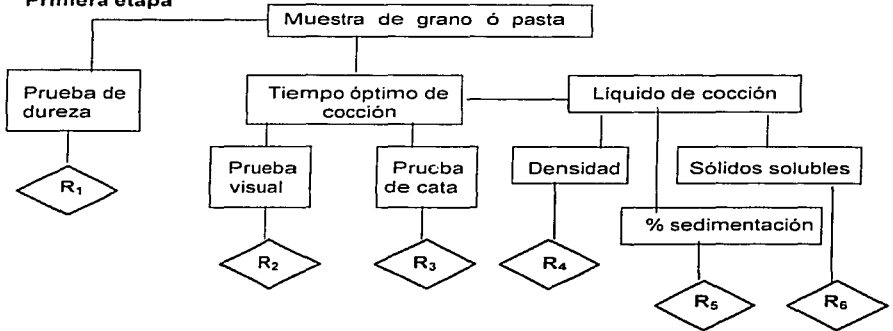 Primera etapa
Muestra de grano ó pasta
Prueba de
dureza
Tiempo óptimo de
cocción
Líquido de cocción
Prueba
visual
Prueba
de cata
Densidad
Sólidos solubles
% sedimentación
R₁
R₂
R₃
R₄
R₅
R₆